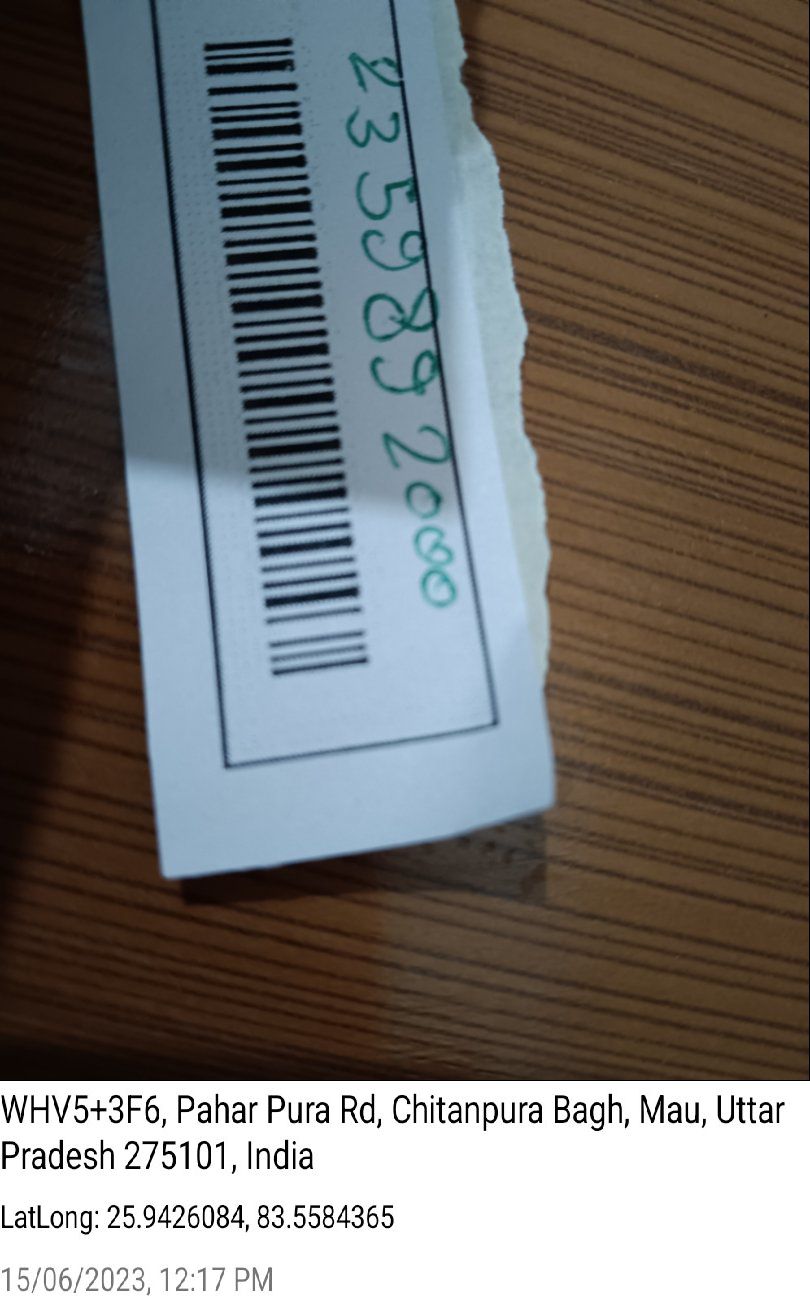 2359892000
WHV5+3F6, Pahar Pura Rd, Chitanpura Bagh, Mau, Uttar
Pradesh 275101, India
LatLong: 25.9426084, 83.5584365
15/06/2023, 12:17 PM